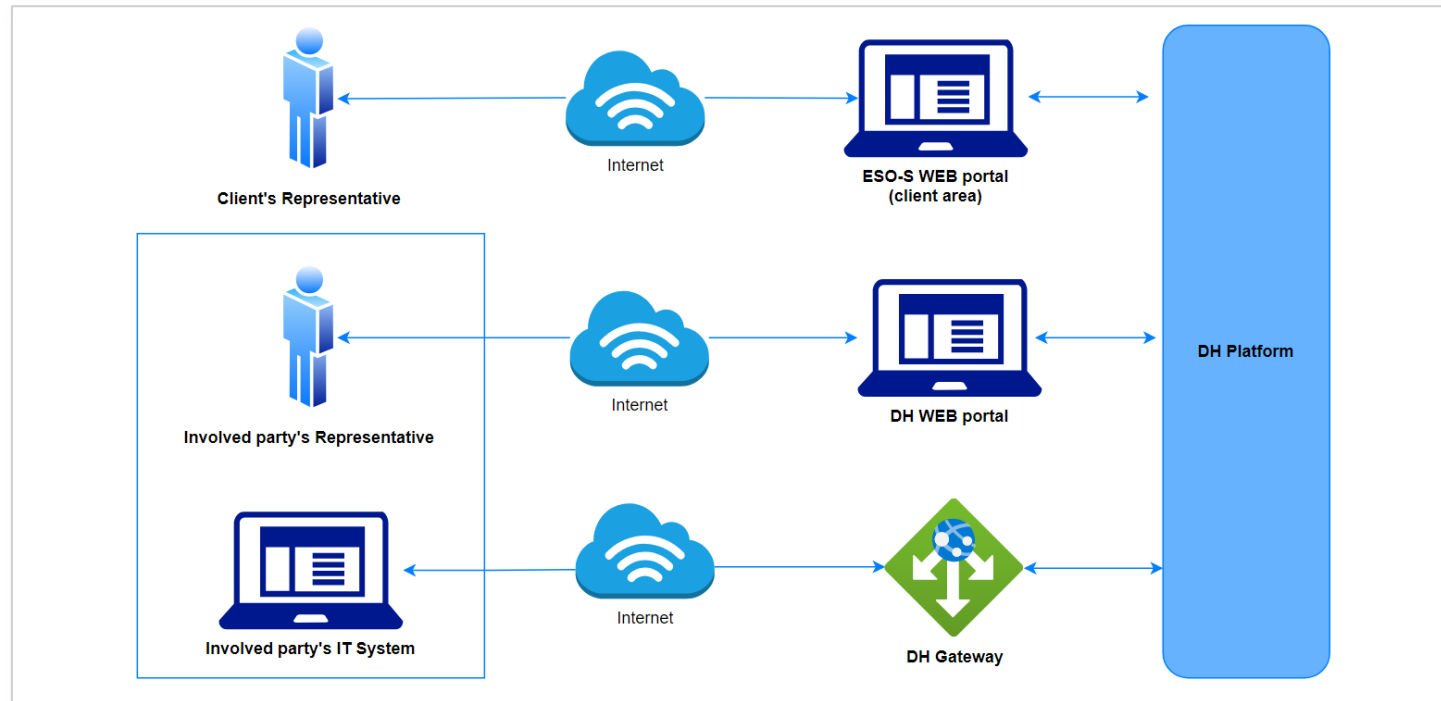 Internet
Client's Representative
ESO-S WEB portal
(client area)
DH Platform
Internet
DH WEB portal
Involved party's Representative
Internet
Involved party's IT System
DH Gateway